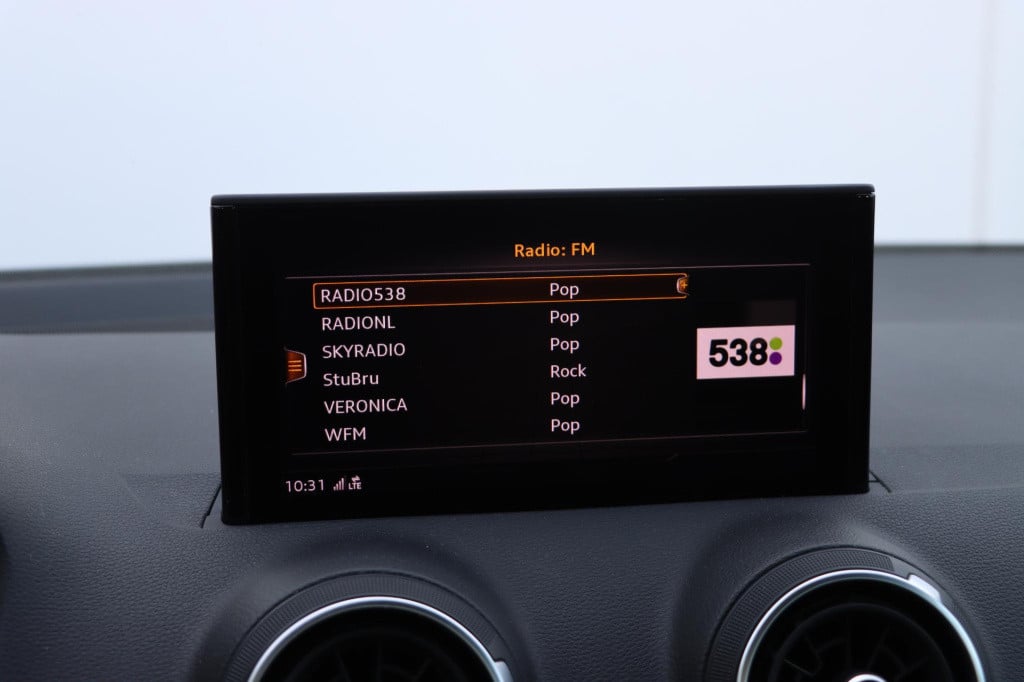 Radio: FM
RADIO538 Pop
RADIONL Pop
SKYRADIO Pop
538
StuBru Rock
VERONICA Pop
WFM Pop
10:31 LTE